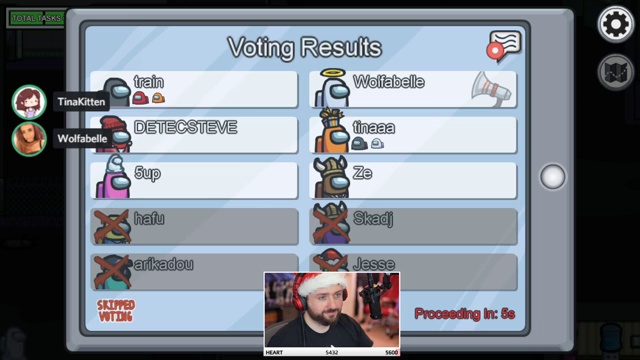 TOTAL TASKS
Voting Results
train
Wolfabelle
TinaKitten
DETECSTEVE
tinaaa
Wolfabelle
5up
Ze
hafu
Skadj
arikadou
Jesse
SKIPPED
VOTING
Proceeding In: 5s
HEART 5432 5600